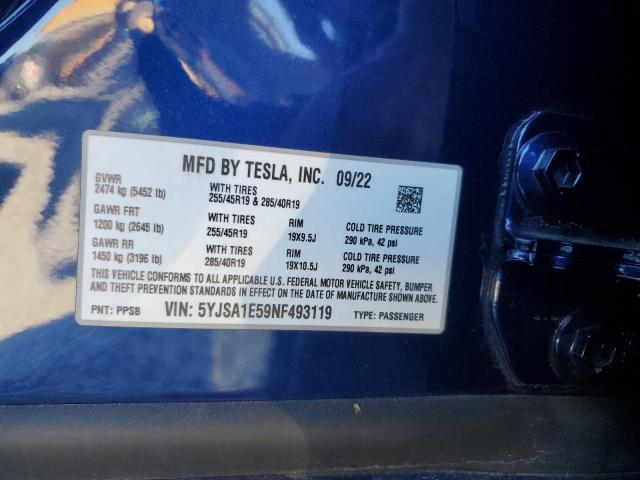 MFD BY TESLA, INC. 09/22
GVWR
2474 kg (5452 lb)
WITH TIRES
255/45R19 & 285/40R19
GAWR FRT
1200 kg (2645 lb)
WITH TIRES
255/45R19
RIM
19X9.5J
COLD TIRE PRESSURE
290 kPa, 42 psi
GAWR RR
1450 kg (3196 lb)
WITH TIRES
285/40R19
RIM
19X10.5J
COLD TIRE PRESSURE
290 kPa, 42 psi
THIS VEHICLE CONFORMS TO ALL APPLICABLE U.S. FEDERAL MOTOR VEHICLE SAFETY, BUMPER
AND THEFT PREVENTION STANDARDS IN EFFECT ON THE DATE OF MANUFACTURE SHOWN ABOVE.
PNT: PPSB VIN: 5YJSA1E59NF493119 TYPE: PASSENGER